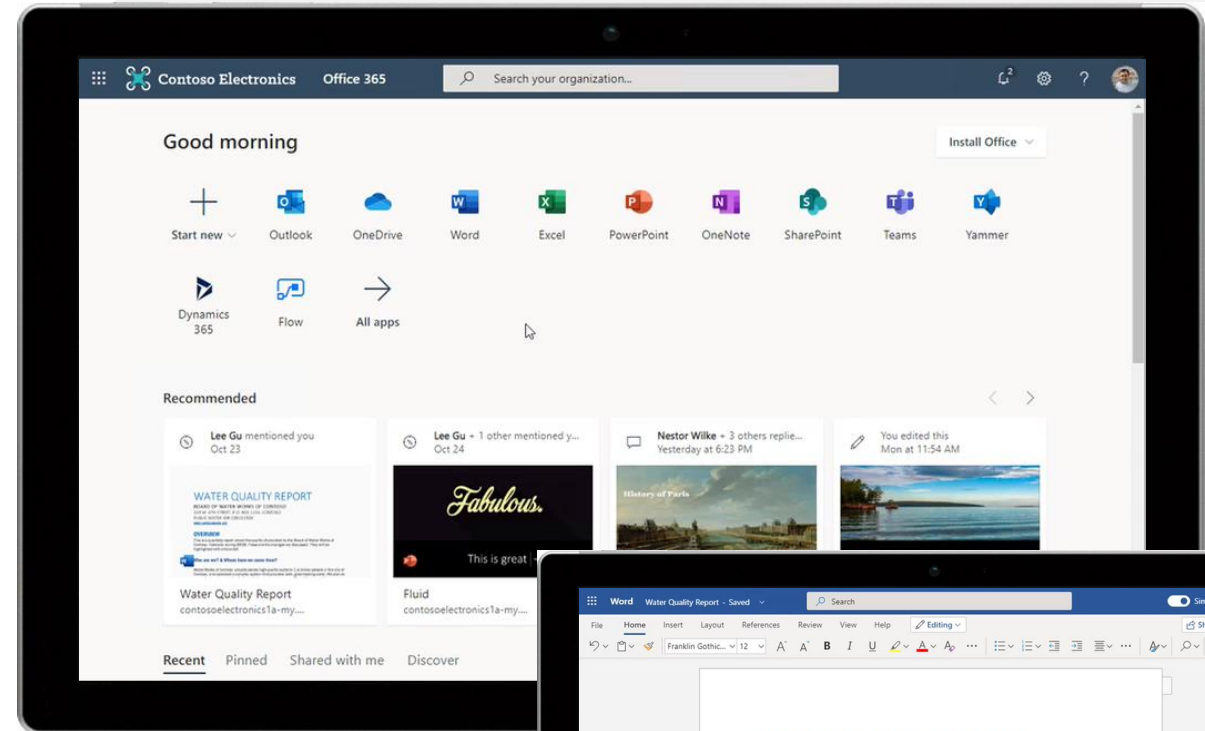 Contoso Electronics Office 365 Search your organization... 2 ?
Good morning
Install Office
Start new Outlook OneDrive Word Excel PowerPoint OneNote SharePoint Teams Yammer
Dynamics
365
Flow All apps
Recommended
Lee Gu mentioned you
Oct 23
WATER QUALITY REPORT
OVERVIEW
Water Quality Report
contosoelectronics1a-my....
Lee Gu + 1 other mentioned y...
Oct 24
Fabulous.
This is great
Fluid
contosoelectronics1a-my....
Nestor Wilke + 3 others replie...
Yesterday at 6:23 PM
History of Paris
You edited this
Mon at 11:54 AM
Recent Pinned Shared with me Discover
Word Water Quality Report - Saved Search Sim
File Home Insert Layout References Review View Help Editing Sh
Franklin Gothic... 12 A A B I U A A